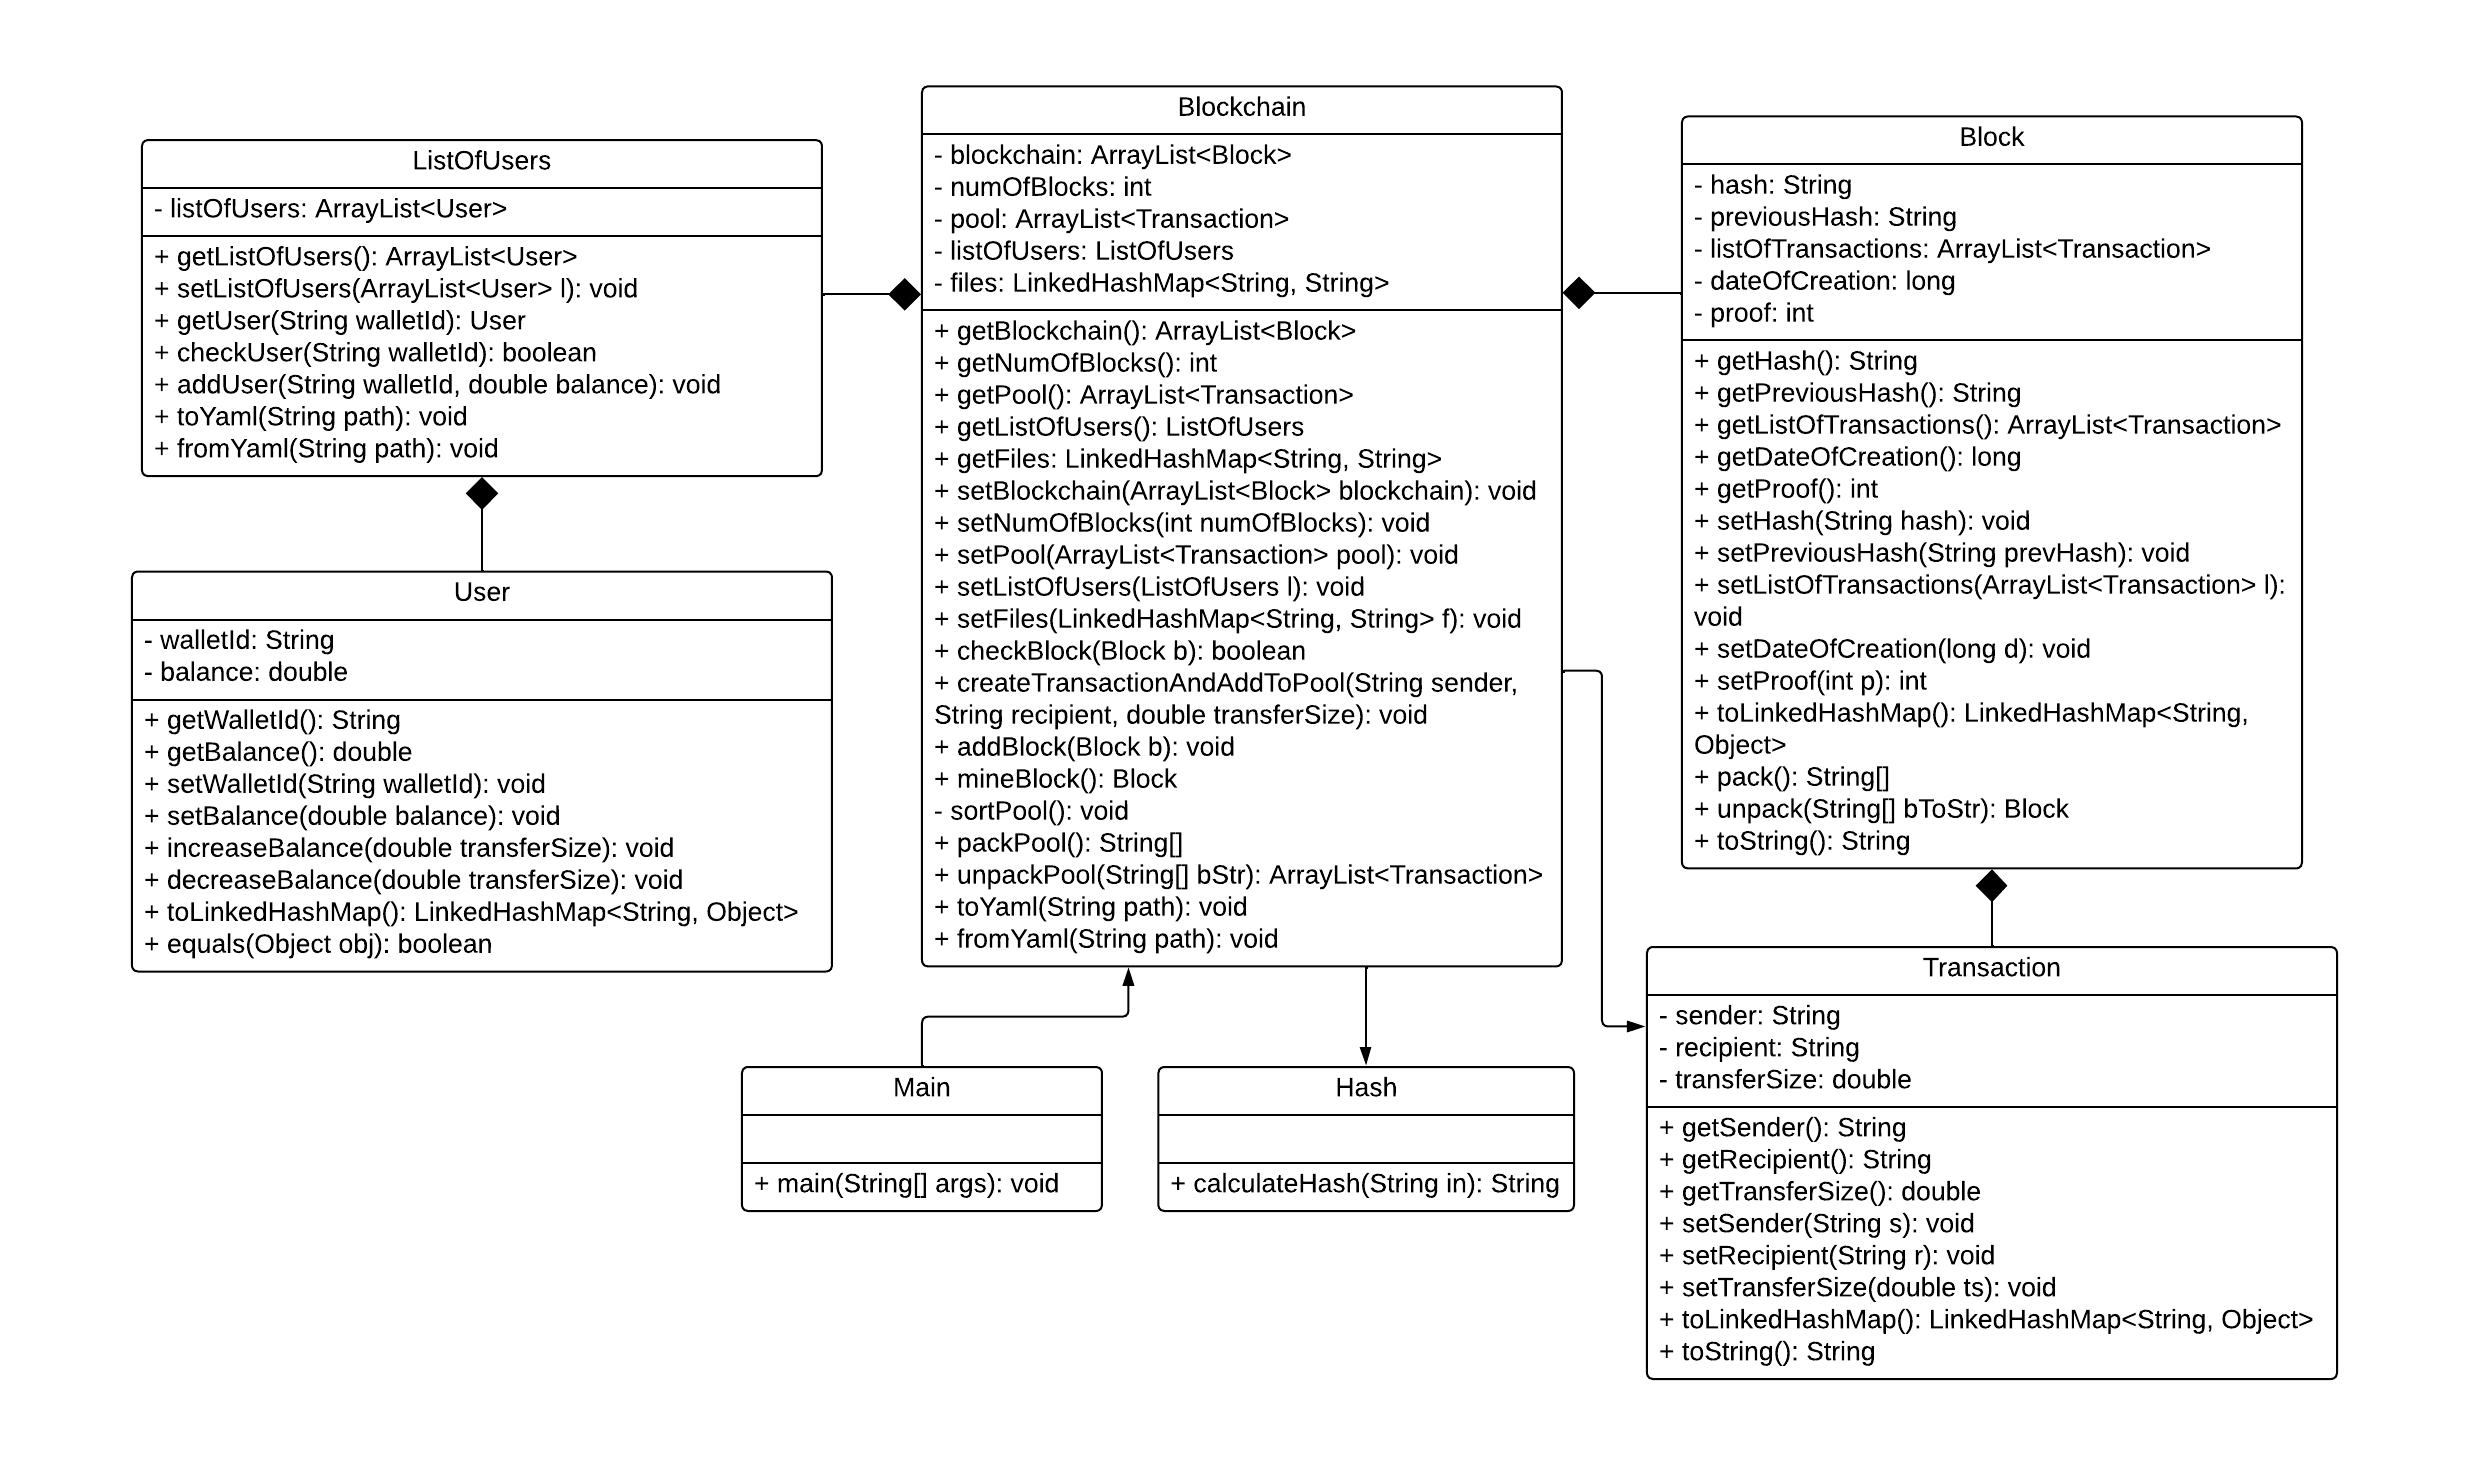 ListOfUsers
- listOfUsers: ArrayList<User>
+ getListOfUsers(): ArrayList<User>
+ setListOfUsers(ArrayList<User> l): void
+ getUser(String walletId): User
+ checkUser(String walletId): boolean
+ addUser(String walletId, double balance): void
+ toYaml(String path): void
+ fromYaml(String path): void
User
- walletId: String
- balance: double
+ getWalletId(): String
+ getBalance(): double
+ setWalletId(String walletId): void
+ setBalance(double balance): void
+ increaseBalance(double transferSize): void
+ decreaseBalance(double transferSize): void
+ toLinkedHashMap(): LinkedHashMap<String, Object>
+ equals(Object obj): boolean
Blockchain
- blockchain: ArrayList<Block>
- numOfBlocks: int
- pool: ArrayList<Transaction>
- listOfUsers: ListOfUsers
- files: LinkedHashMap<String, String>
+ getBlockchain(): ArrayList<Block>
+ getNumOfBlocks(): int
+ getPool(): ArrayList<Transaction>
+ getListOfUsers(): ListOfUsers
+ getFiles: LinkedHashMap<String, String>
+ setBlockchain(ArrayList<Block> blockchain): void
+ setNumOfBlocks(int numOfBlocks): void
+ setPool(ArrayList<Transaction> pool): void
+ setListOfUsers(ListOfUsers l): void
+ setFiles(LinkedHashMap<String, String> f): void
+ checkBlock(Block b): boolean
+ createTransactionAndAddToPool(String sender,
String recipient, double transferSize): void
+ addBlock(Block b): void
+ mineBlock(): Block
- sortPool(): void
+ packPool(): String[]
+ unpackPool(String[] bStr): ArrayList<Transaction>
+ toYaml(String path): void
+ fromYaml(String path): void
Main
+ main(String[] args): void
Hash
+ calculateHash(String in): String
Block
- hash: String
- previousHash: String
- listOfTransactions: ArrayList<Transaction>
- dateOfCreation: long
- proof: int
+ getHash(): String
+ getPreviousHash(): String
+ getListOfTransactions(): ArrayList<Transaction>
+ getDateOfCreation(): long
+ getProof(): int
+ setHash(String hash): void
+ setPreviousHash(String prevHash): void
+ setListOfTransactions(ArrayList<Transaction> l):
void
+ setDateOfCreation(long d): void
+ setProof(int p): int
+ toLinkedHashMap(): LinkedHashMap<String,
Object>
+ pack(): String[]
+ unpack(String[] bToStr): Block
+ toString(): String
Transaction
- sender: String
- recipient: String
- transferSize: double
+ getSender(): String
+ getRecipient(): String
+ getTransferSize(): double
+ setSender(String s): void
+ setRecipient(String r): void
+ setTransferSize(double ts): void
+ toLinkedHashMap(): LinkedHashMap<String, Object>
+ toString(): String